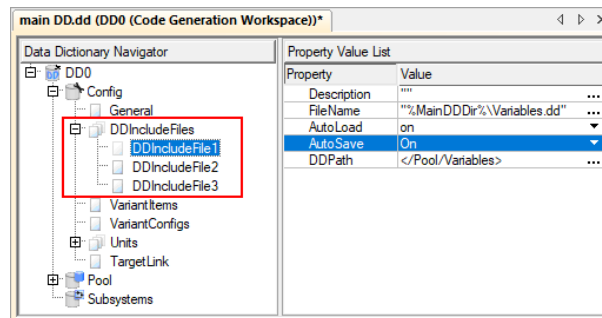 main DD.dd (DD0 (Code Generation Workspace))*
Data Dictionary Navigator
DD0
Config
General
DDIncludeFiles
DDIncludeFile1
DDIncludeFile2
DDIncludeFile3
VariantItems
VariantConfigs
Units
TargetLink
Pool
Subsystems
Property Value List
Property Value
Description "" ...
FileName "%MainDDDir%\Variables.dd" ...
AutoLoad on
AutoSave On
DDPath </Pool/Variables> ...